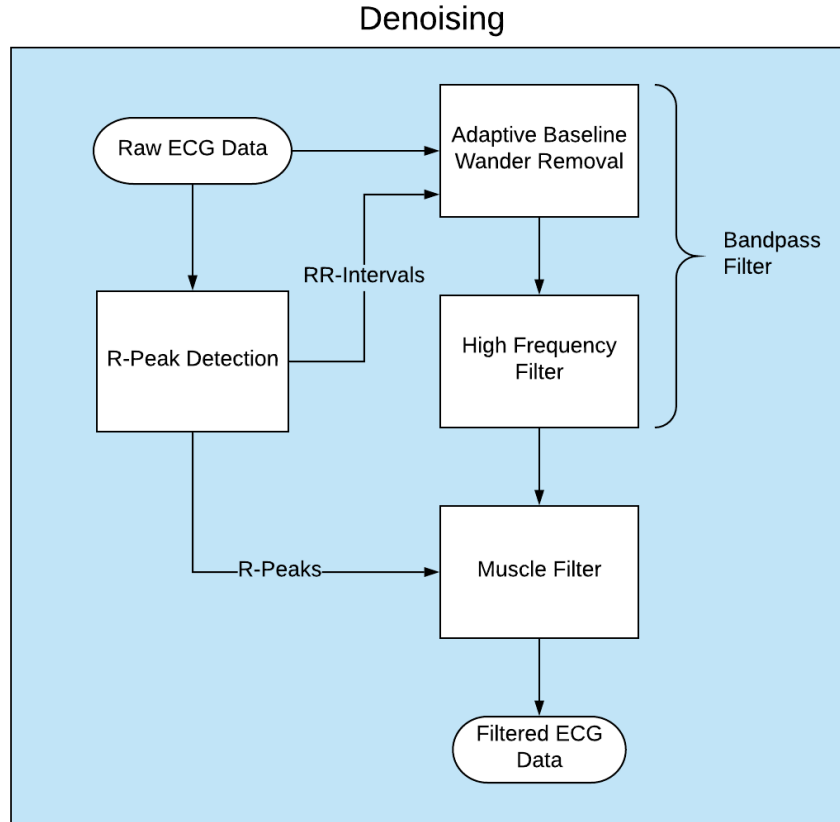 Denoising
Raw ECG Data
Adaptive Baseline
Wander Removal
Bandpass
Filter
RR-Intervals
R-Peak Detection
High Frequency
Filter
R-Peaks
Muscle Filter
Filtered ECG
Data